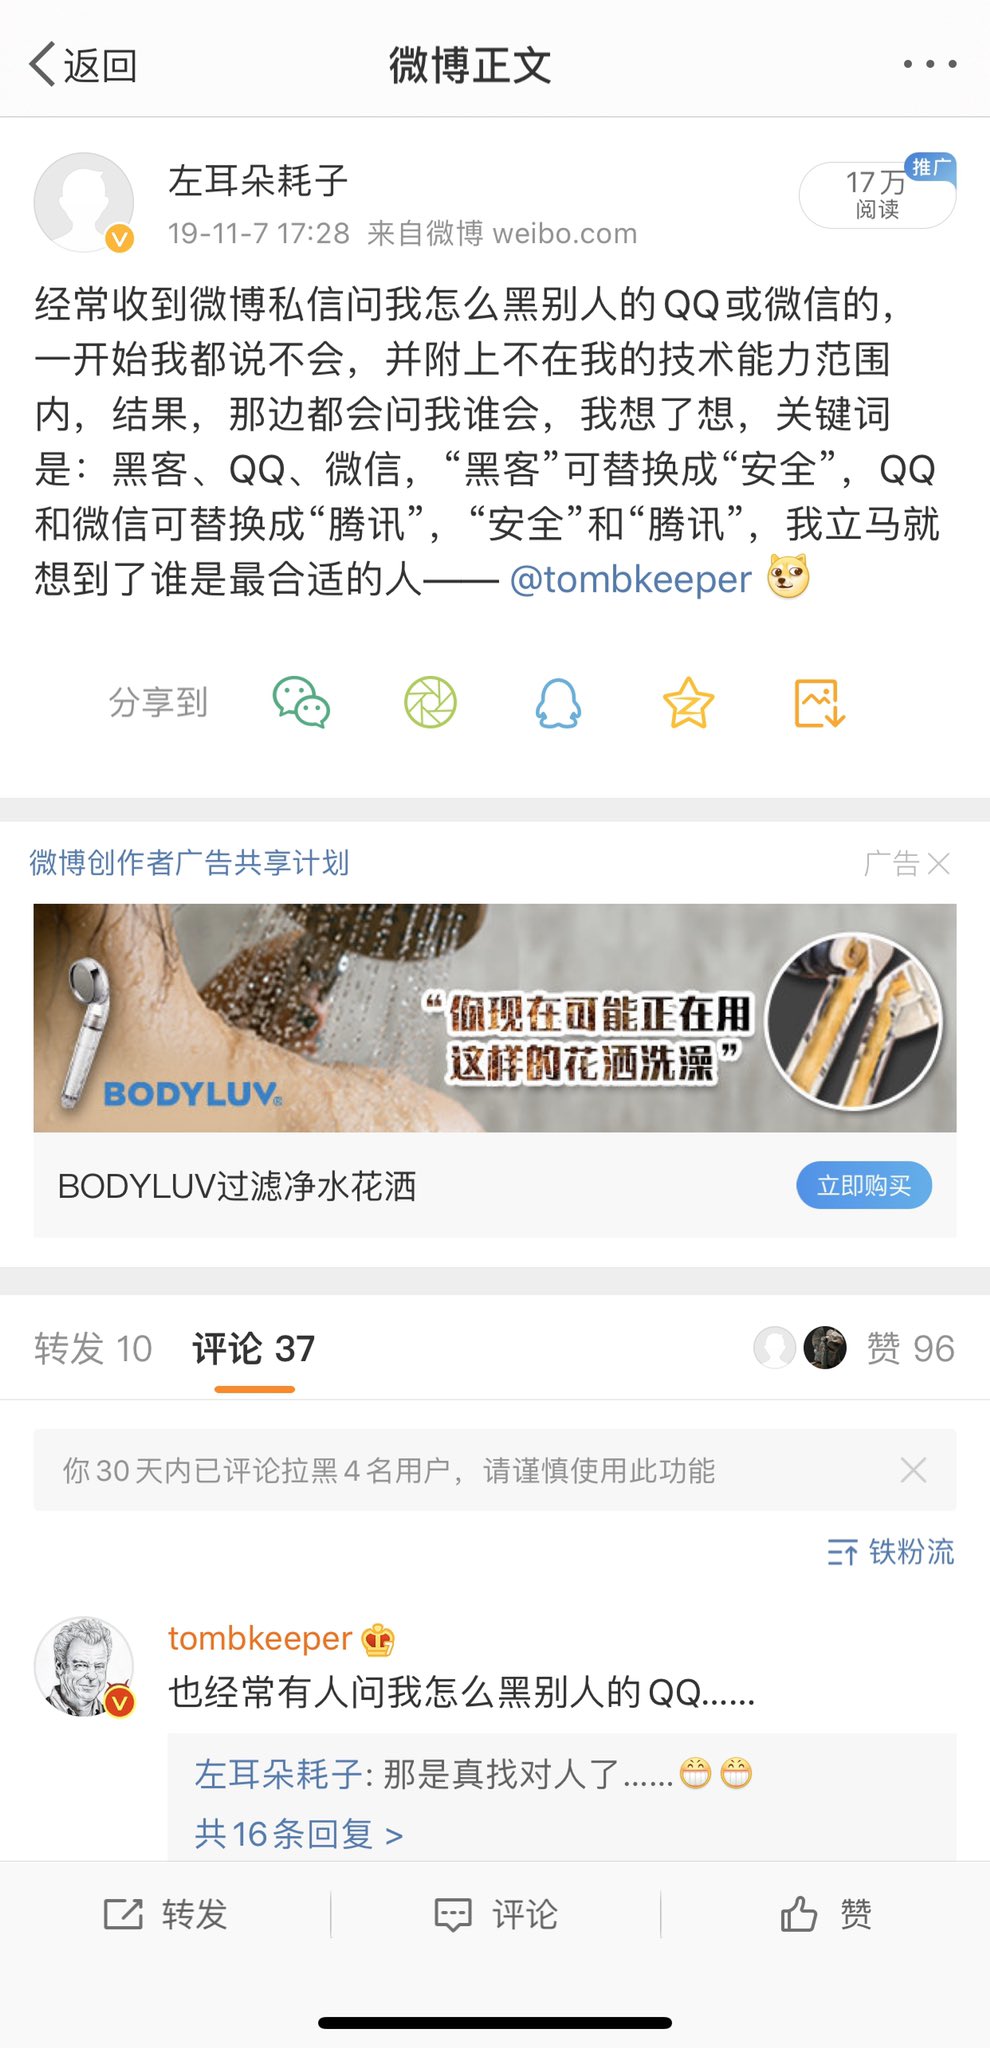 返回
微博正文
左耳朵耗子
19-11-7 17:28 来自微博 weibo.com
推广
17万
阅读
经常收到微博私信问我怎么黑别人的QQ或微信的，
一开始我都说不会，并附上不在我的技术能力范围
内，结果，那边都会问我谁会，我想了想，关键词
是：黑客、QQ、微信，“黑客”可替换成“安全”，QQ
和微信可替换成“腾讯”，“安全”和“腾讯”，我立马就
想到了谁是最合适的人—— @tombkeeper
分享到
微博创作者广告共享计划
广告
“你现在可能正在用
这样的花洒洗澡”
BODYLUV®
BODYLUV过滤净水花洒
立即购买
转发 10 评论 37
赞 96
你30天内已评论拉黑4名用户，请谨慎使用此功能
铁粉流
tombkeeper
也经常有人问我怎么黑别人的QQ......
左耳朵耗子: 那是真找对人了......
共16条回复 >
转发
评论
赞